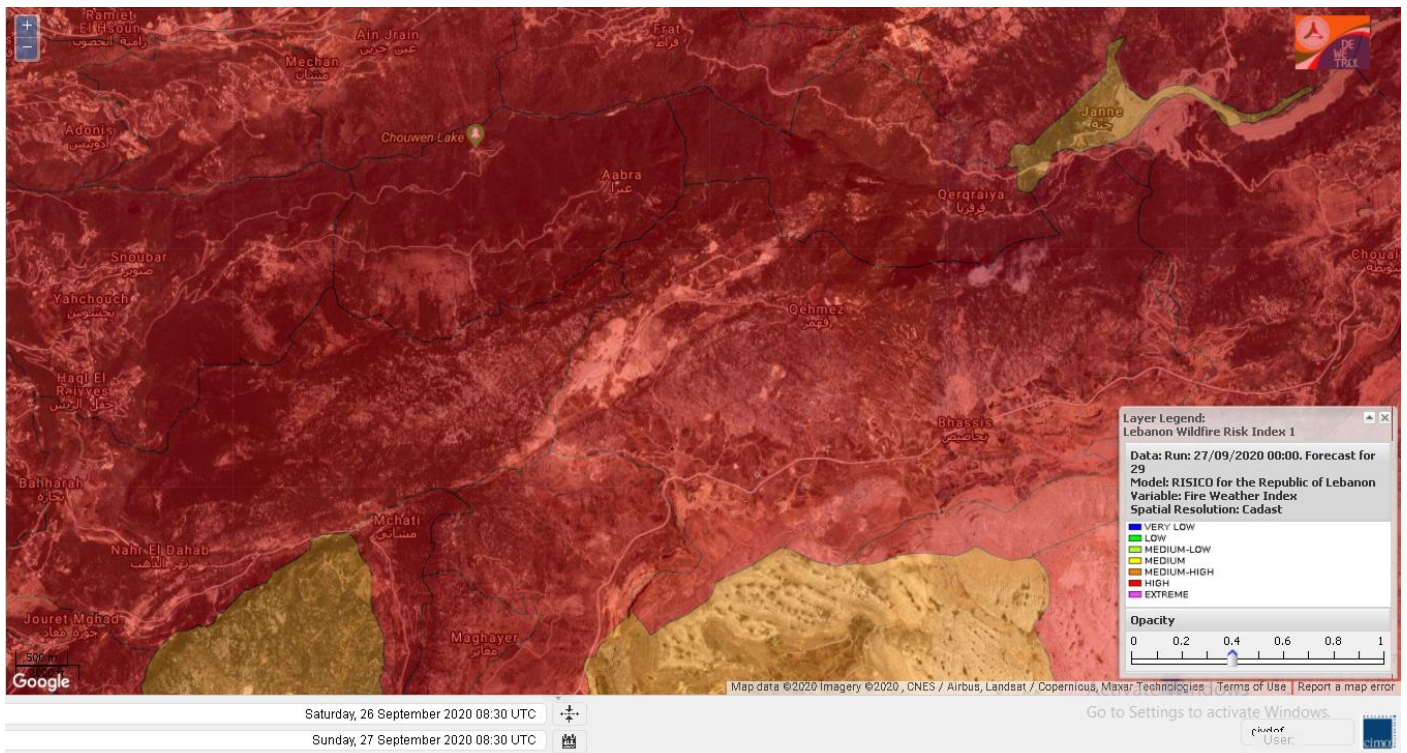 +
−
Ramiet
El Hsoun
رامية الحصون
Ain Jrain
عين جرين
Frat
فراط
Mechan
مشان
DE
WE
TRA
Adonis
أدونيس
Chouwen Lake
Janne
جنة
Aabra
عبرا
Qerqraiya
قرقريا
Snoubar
صنوبر
Yahchouch
يحشوش
Qehmez
قهمز
Haql El
Raiyyes
حقل الريس
Bhassis
بحاصيص
Bahharah
بحارة
Mchati
مشاتي
Nahr El Dahab
نهر الذهب
Jouret Mghad
جورة مغاد
Maghayer
مغاير
500 m
Google
Layer Legend:
Lebanon Wildfire Risk Index 1
Data: Run: 27/09/2020 00:00. Forecast for
29
Model: RISICO for the Republic of Lebanon
Variable: Fire Weather Index
Spatial Resolution: Cadast
VERY LOW
LOW
MEDIUM-LOW
MEDIUM
MEDIUM-HIGH
HIGH
EXTREME
Opacity
0 0.2 0.4 0.6 0.8 1
Map data ©2020 Imagery ©2020 , CNES / Airbus, Landsat / Copernicus, Maxar Technologies Terms of Use Report a map error
Saturday, 26 September 2020 08:30 UTC
Go to Settings to activate Windows.
Sunday, 27 September 2020 08:30 UTC
User:
cima